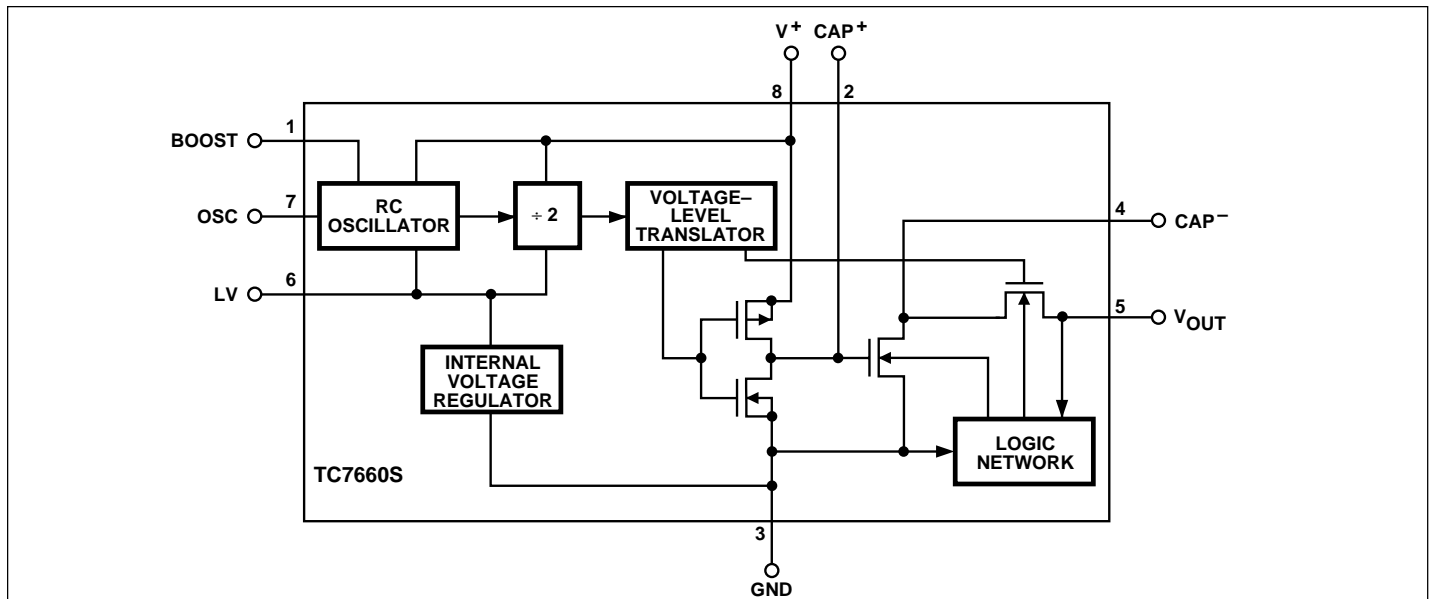 V+ CAP+
8 2
BOOST 1
RC
OSCILLATOR
÷ 2
VOLTAGE–
LEVEL
TRANSLATOR
OSC 7
4 CAP–
LV 6
5 VOUT
INTERNAL
VOLTAGE
REGULATOR
LOGIC
NETWORK
TC7660S
3
GND